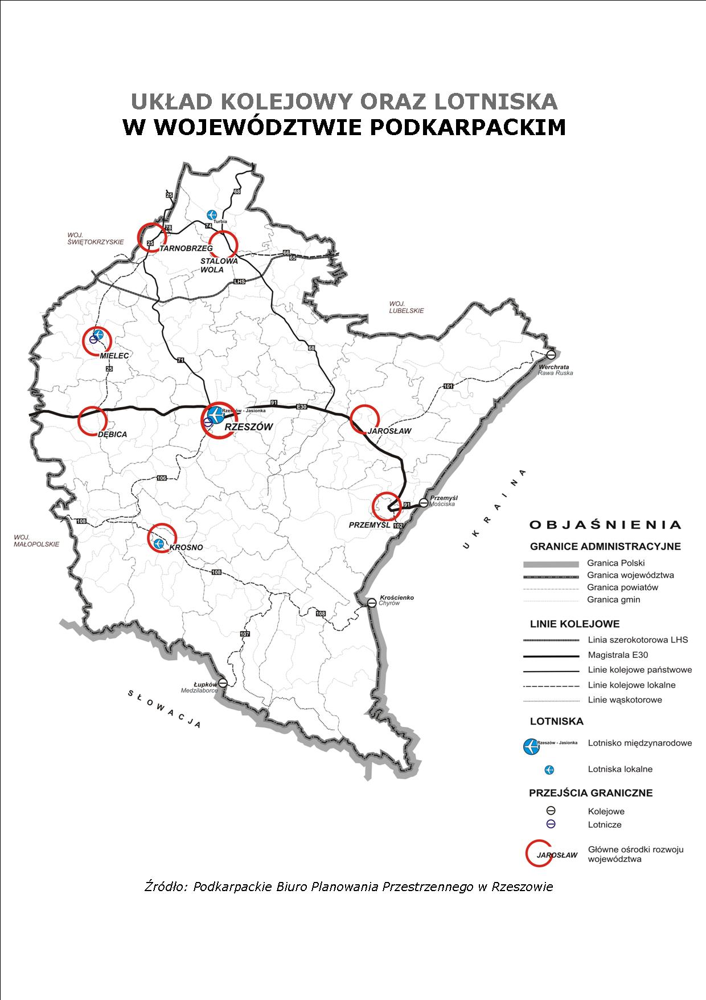 UKŁAD KOLEJOWY ORAZ LOTNISKA
W WOJEWÓDZTWIE PODKARPACKIM
25
68
Turbia
78
74
WOJ.
ŚWIĘTOKRZYSKIE
25
TARNOBRZEG
STALOWA
WOLA
66
65
LHS
WOJ.
LUBELSKIE
MIELEC
68
71
25
Werchrata
Rawa Ruska
101
91
E30
Rzeszów - Jasionka
RZESZÓW
JAROSŁAW
DĘBICA
106
UKRAINA
Przemyśl
Mościska
91
PRZEMYŚL
102
108
WOJ.
MAŁOPOLSKIE
KROSNO
108
Krościenko
Chyrów
108
107
Łupków
Medzilaborce
SŁOWACJA
OBJAŚNIENIA
GRANICE ADMINISTRACYJNE
Granica Polski
Granica województwa
Granica powiatów
Granica gmin
LINIE KOLEJOWE
Linia szerokotorowa LHS
Magistrala E30
Linie kolejowe państwowe
Linie kolejowe lokalne
Linie wąskotorowe
LOTNISKA
Rzeszów - Jasionka
Lotnisko międzynarodowe
Lotniska lokalne
PRZEJŚCIA GRANICZNE
Kolejowe
Lotnicze
JAROSŁAW
Główne ośrodki rozwoju
województwa
Źródło: Podkarpackie Biuro Planowania Przestrzennego w Rzeszowie